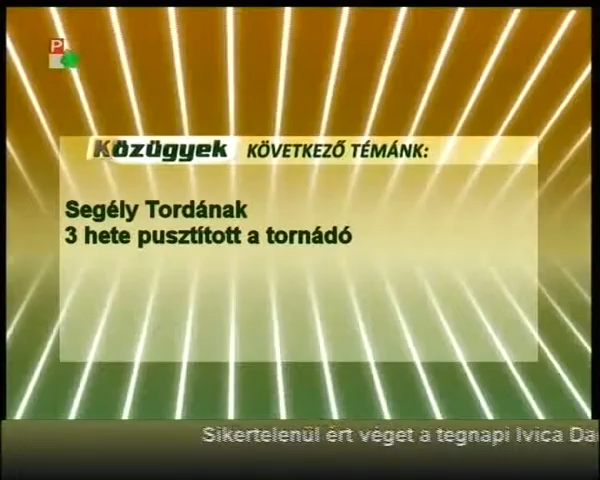 P
Közügyek KÖVETKEZŐ TÉMÁNK:
Segély Tordának
3 hete pusztított a tornádó
Sikertelenül ért véget a tegnapi Ivica Da